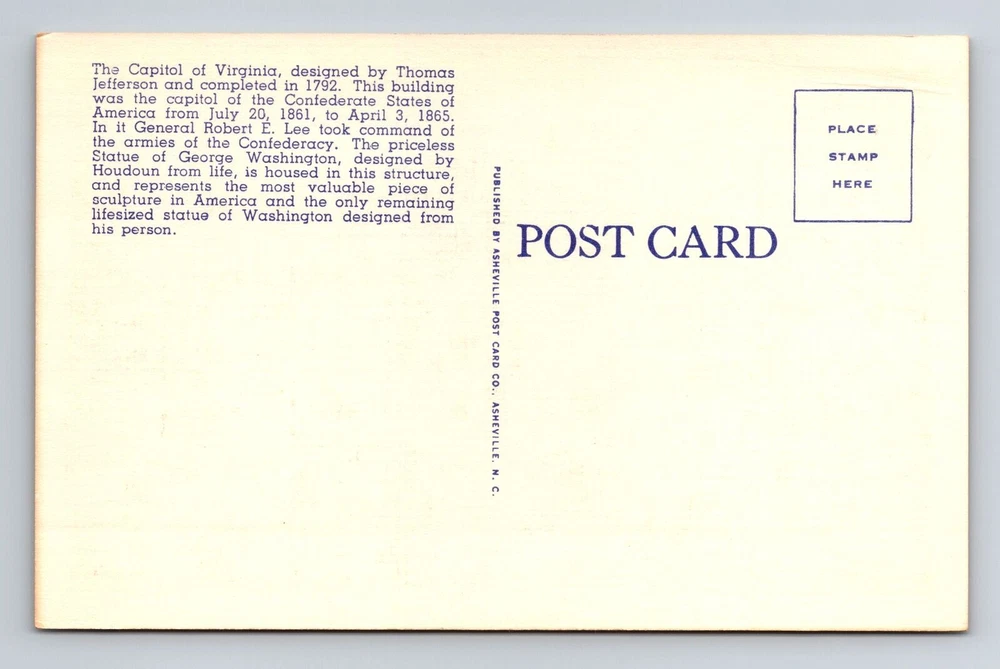 The Capitol of Virginia, designed by Thomas
Jefferson and completed in 1792. This building
was the capitol of the Confederate States of
America from July 20, 1861, to April 3, 1865.
In it General Robert E. Lee took command of
the armies of the Confederacy. The priceless
Statue of George Washington, designed by
Houdoun from life, is housed in this structure,
and represents the most valuable piece of
sculpture in America and the only remaining
lifesized statue of Washington designed from
his person.
PUBLISHED BY ASHEVILLE POST CARD CO., ASHEVILLE, N. C.
POST CARD
PLACE
STAMP
HERE